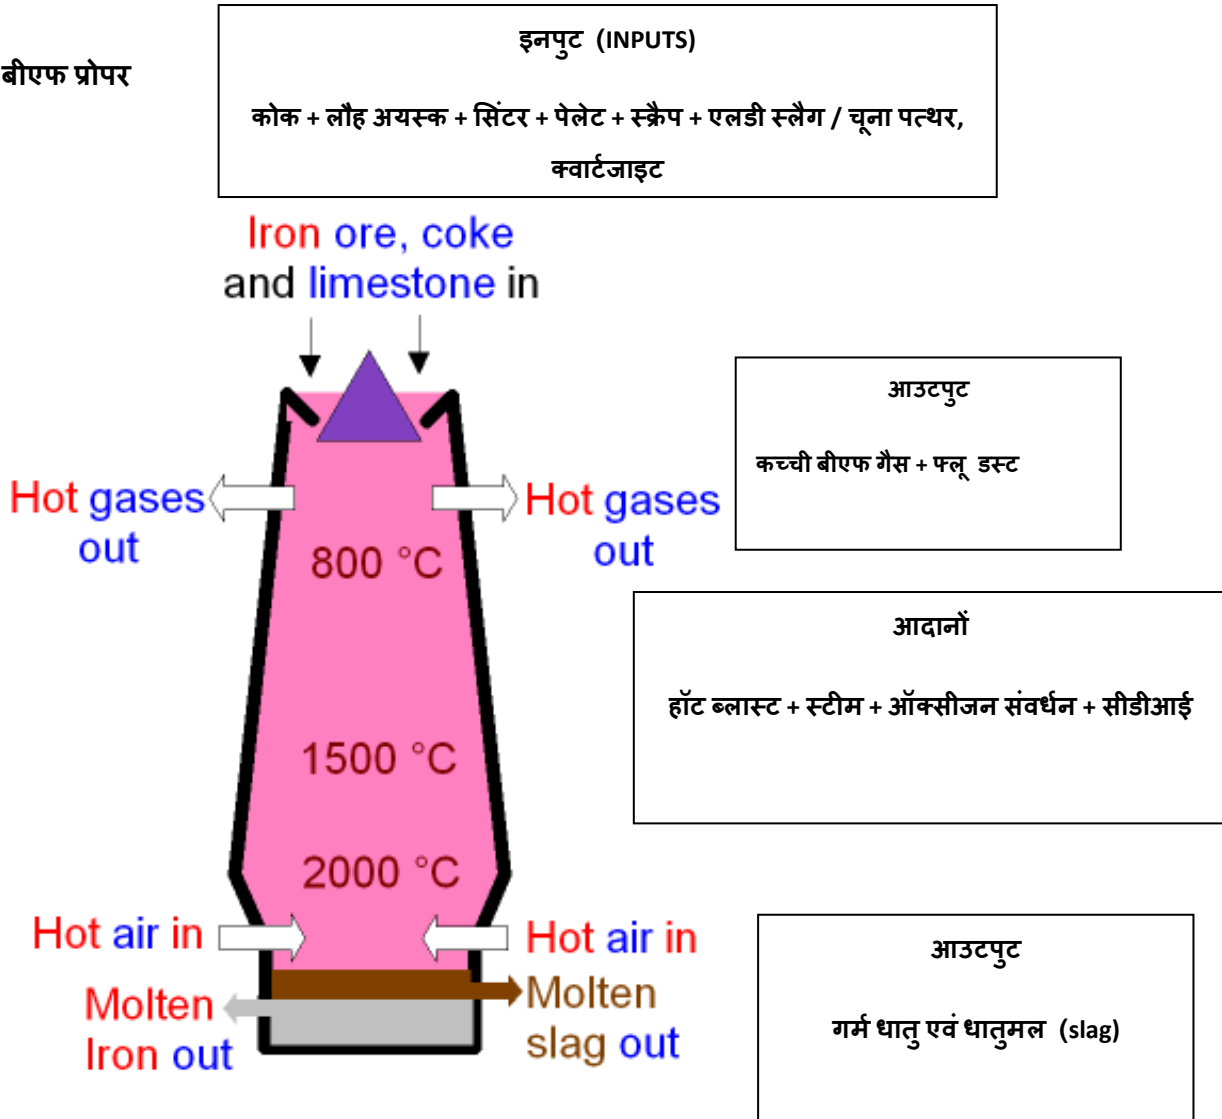 बीएफ प्रोपर
इनपुट (INPUTS)
कोक + लौह अयस्क + सिंटर + पेलेट + स्क्रैप + एलडी स्लैग / चूना पत्थर,
क्वार्टजाइट
Iron ore, coke
and limestone in
आउटपुट
कच्ची बीएफ गैस + फ्लू डस्ट
Hot gases
out
Hot gases
out
800 °C
आदानों
हॉट ब्लास्ट + स्टीम + ऑक्सीजन संवर्धन + सीडीआई
1500 °C
2000 °C
Hot air in
Hot air in
आउटपुट
गर्म धातु एवं धातुमल (slag)
Molten
Iron out
Molten
slag out